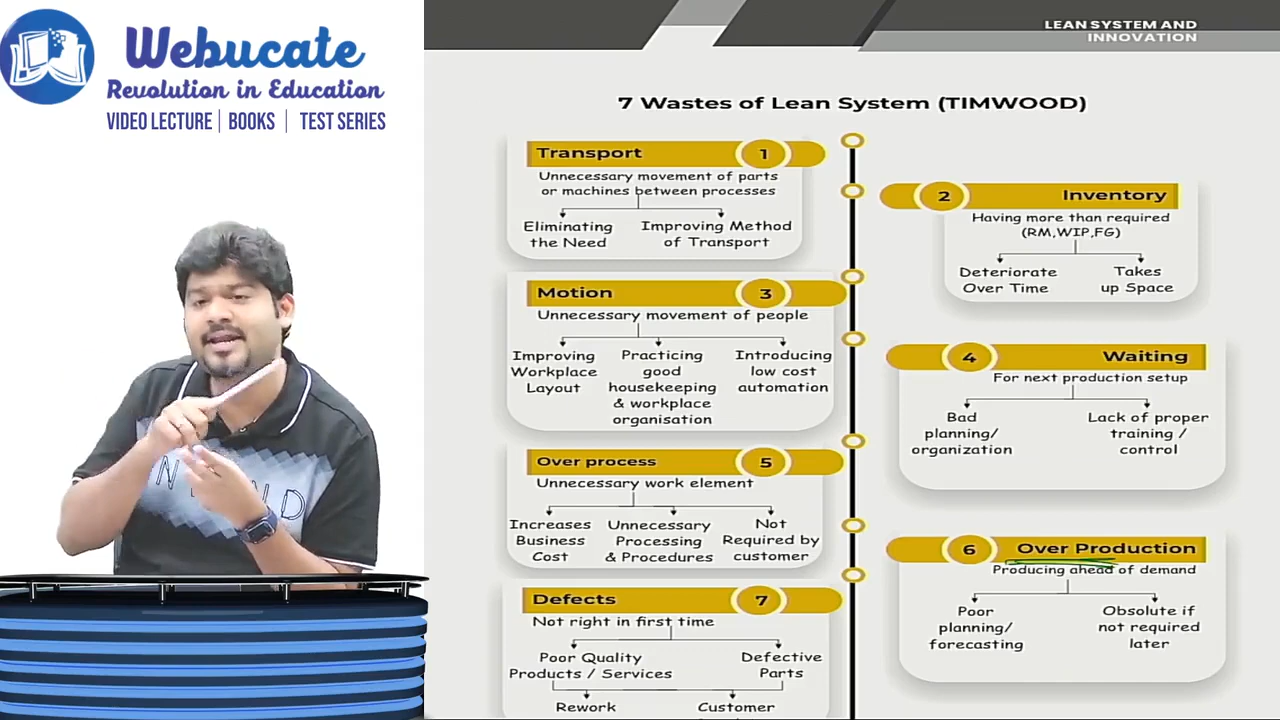 Webucate
Revolution in Education
VIDEO LECTURE | BOOKS | TEST SERIES
LEAN SYSTEM AND
INNOVATION
7 Wastes of Lean System (TIMWOOD)
Transport 1
Unnecessary movement of parts
or machines between processes
Eliminating
the Need
Improving Method
of Transport
2 Inventory
Having more than required
(RM,WIP,FG)
Deteriorate
Over Time
Takes
up Space
Motion 3
Unnecessary movement of people
Improving
Workplace
Layout
Practicing
good
housekeeping
& workplace
organisation
Introducing
low cost
automation
4 Waiting
For next production setup
Bad
planning/
organization
Lack of proper
training /
control
Over process 5
Unnecessary work element
Increases
Business
Cost
Unnecessary
Processing
& Procedures
Not
Required by
customer
6 Over Production
Producing ahead of demand
Poor
planning/
forecasting
Obsolute if
not required
later
Defects 7
Not right in first time
Poor Quality
Products / Services
Defective
Parts
Rework
Customer